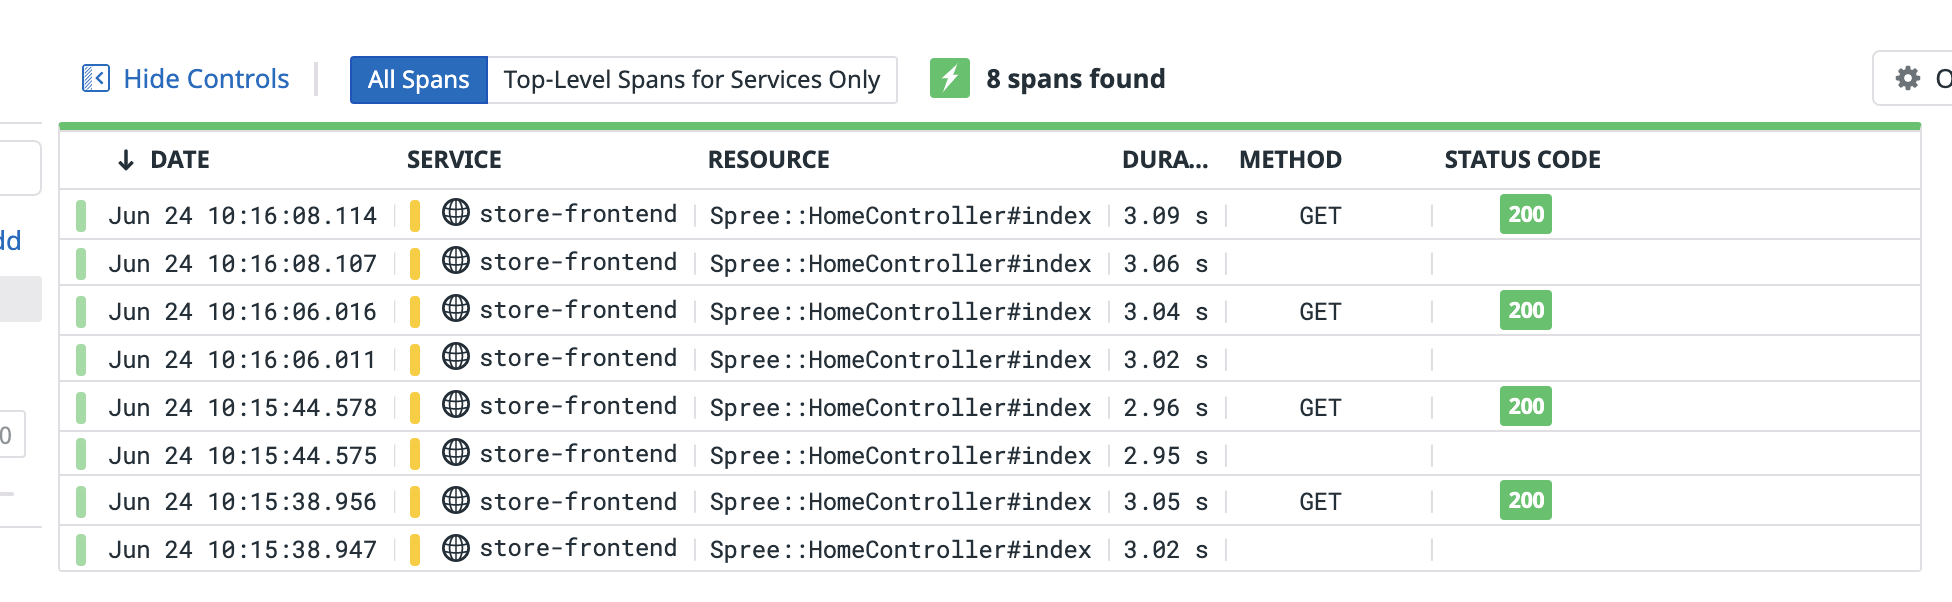 Hide Controls All Spans Top-Level Spans for Services Only 8 spans found
DATE SERVICE RESOURCE DURA... METHOD STATUS CODE
Jun 24 10:16:08.114 store-frontend Spree::HomeController#index 3.09 s GET 200
dd
Jun 24 10:16:08.107 store-frontend Spree::HomeController#index 3.06 s
Jun 24 10:16:06.016 store-frontend Spree::HomeController#index 3.04 s GET 200
Jun 24 10:16:06.011 store-frontend Spree::HomeController#index 3.02 s
Jun 24 10:15:44.578 store-frontend Spree::HomeController#index 2.96 s GET 200
0
Jun 24 10:15:44.575 store-frontend Spree::HomeController#index 2.95 s
Jun 24 10:15:38.956 store-frontend Spree::HomeController#index 3.05 s GET 200
Jun 24 10:15:38.947 store-frontend Spree::HomeController#index 3.02 s